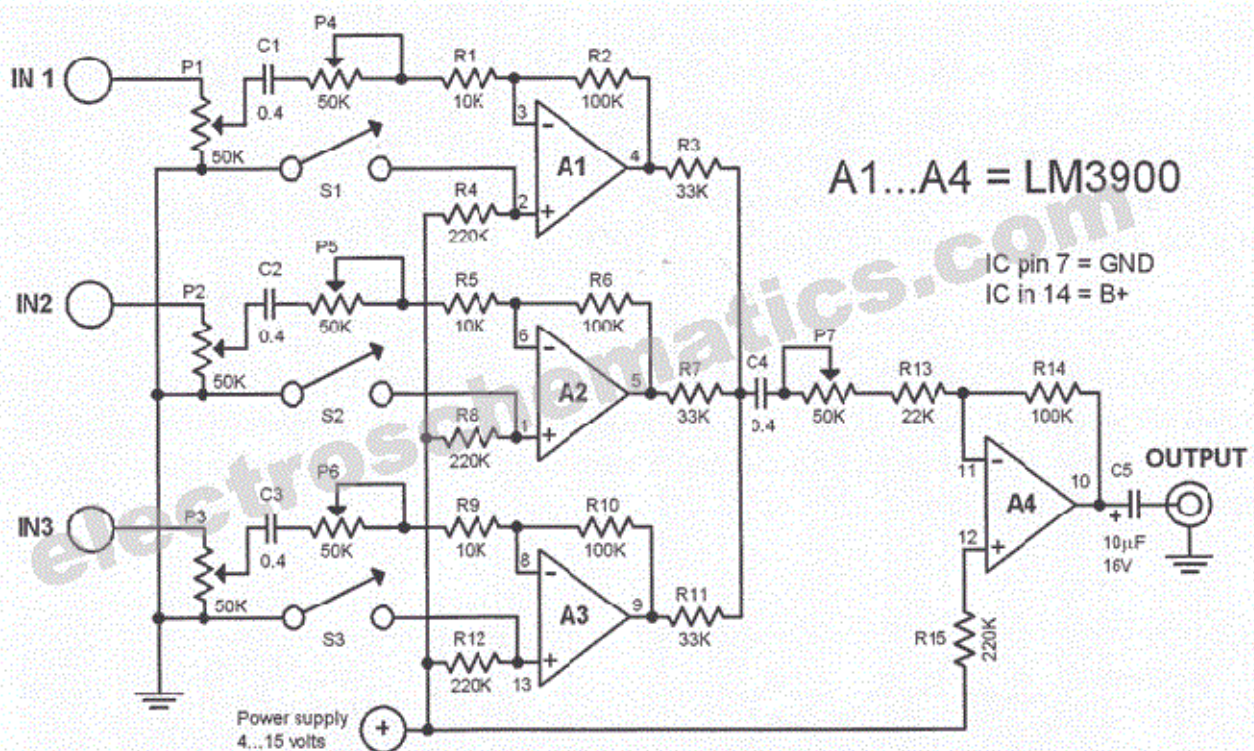 IN 1
P1
50K
C1
0.4
P4
50K
R1
10K
R2
100K
3
-
A1
4
2
+
R3
33K
S1
R4
220K
A1...A4 = LM3900
IC pin 7 = GND
IC in 14 = B+
IN2
P2
50K
C2
0.4
P5
50K
R5
10K
R6
100K
6
-
A2
5
1
+
R7
33K
S2
R8
220K
C4
0.4
P7
50K
R13
22K
R14
100K
11
-
A4
10
12
+
C5
+
10µF
16V
OUTPUT
R15
220K
IN3
P3
50K
C3
0.4
P6
50K
R9
10K
R10
100K
8
-
A3
9
13
+
R11
33K
S3
R12
220K
Power supply
4...15 volts
+
electroschematics.com